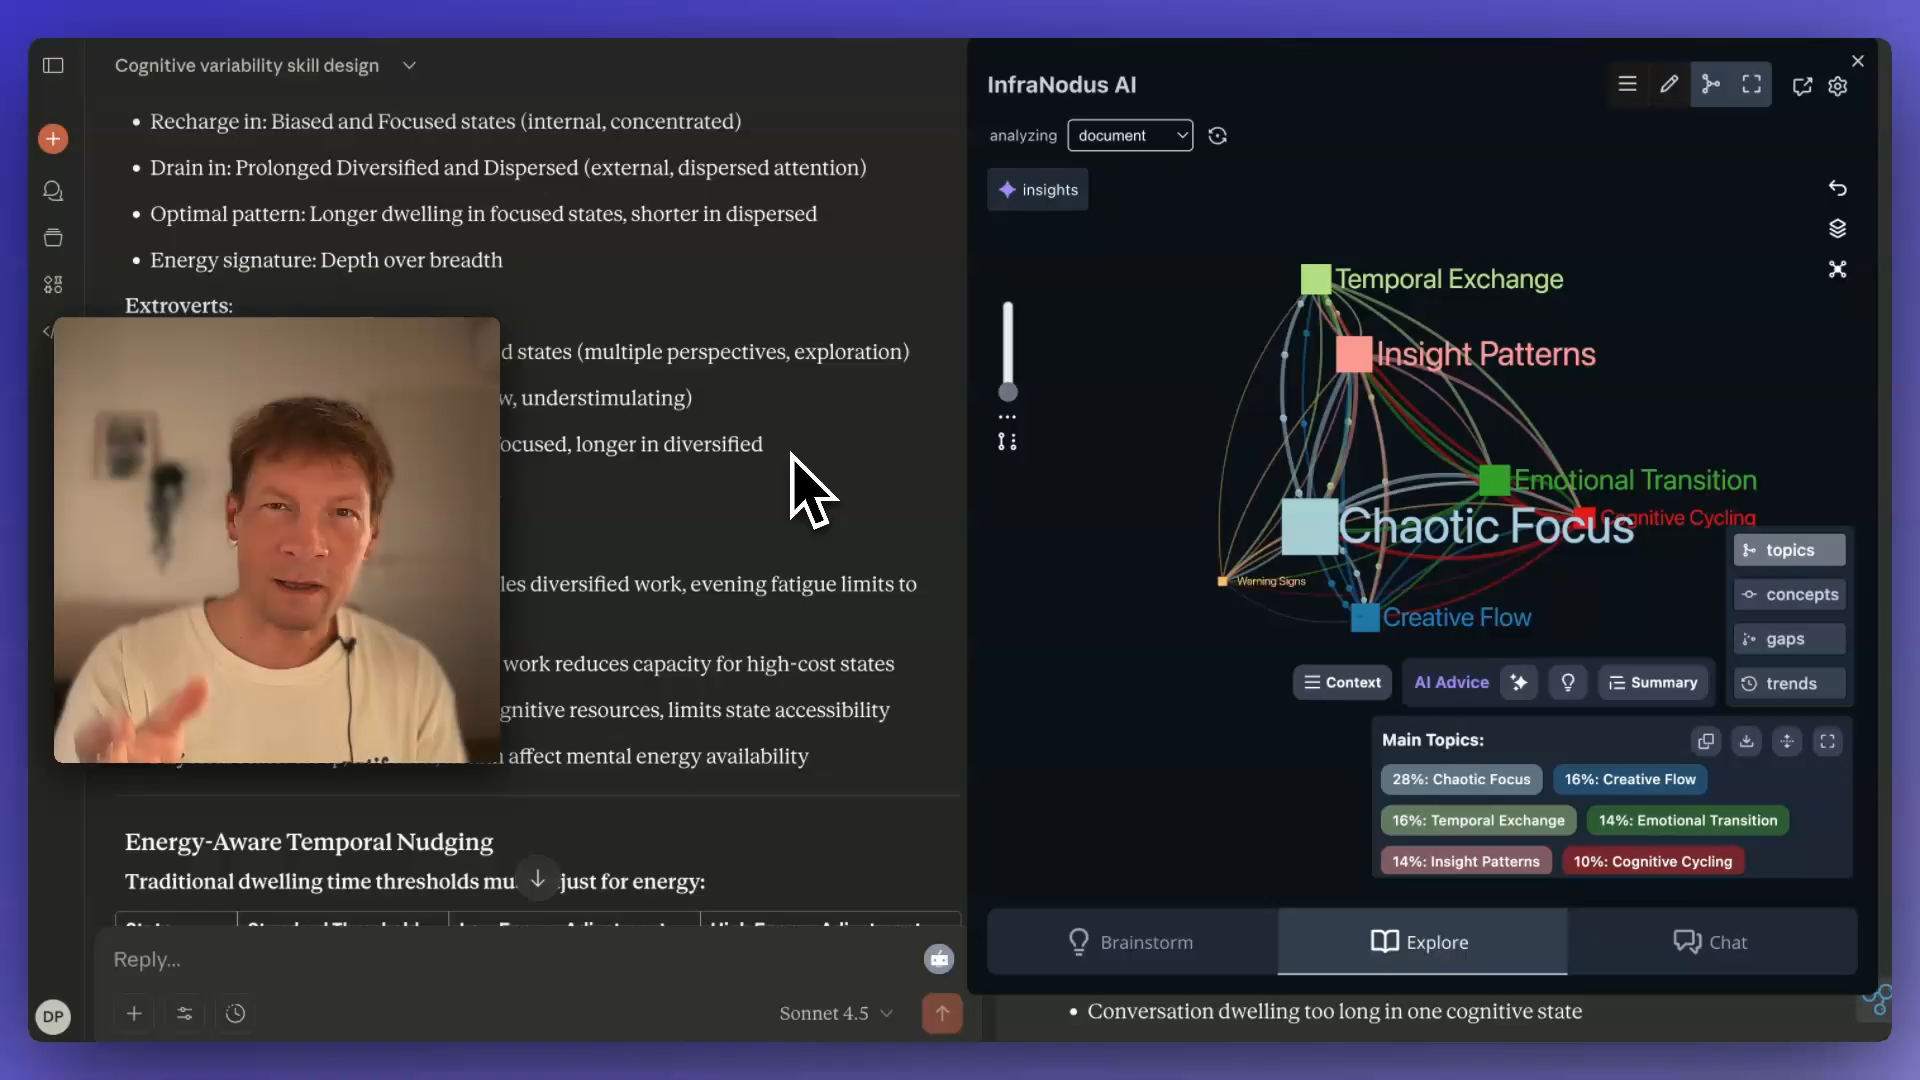 Cognitive variability skill design
• Recharge in: Biased and Focused states (internal, concentrated)
• Drain in: Prolonged Diversified and Dispersed (external, dispersed attention)
• Optimal pattern: Longer dwelling in focused states, shorter in dispersed
• Energy signature: Depth over breadth
Extroverts:
d states (multiple perspectives, exploration)
w, understimulating)
ocused, longer in diversified
les diversified work, evening fatigue limits to
work reduces capacity for high-cost states
gnitive resources, limits state accessibility
affect mental energy availability
Energy-Aware Temporal Nudging
Traditional dwelling time thresholds mu just for energy:
Reply...
Sonnet 4.5
DP
InfraNodus AI
analyzing
document
insights
Temporal Exchange
Insight Patterns
Emotional Transition
Cognitive Cycling
Chaotic Focus
Warning Signs
Creative Flow
topics
concepts
gaps
trends
Context
AI Advice
Summary
Main Topics:
28%: Chaotic Focus
16%: Creative Flow
16%: Temporal Exchange
14%: Emotional Transition
14%: Insight Patterns
10%: Cognitive Cycling
Brainstorm
Explore
Chat
• Conversation dwelling too long in one cognitive state